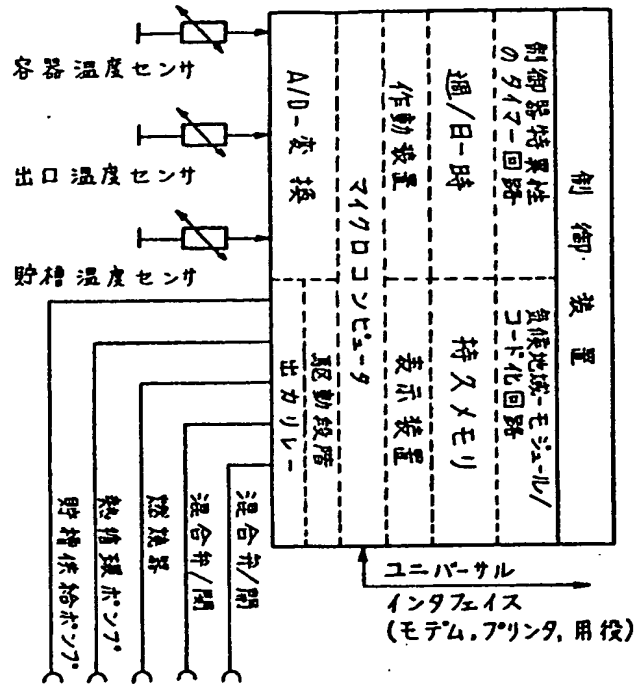 容器温度センサ
出口温度センサ
貯槽温度センサ
A/D-変換
出力リレー
駆動段階
マイクロコンピュータ
作動装置
表示装置
週/日-時
持久メモリ
制御器特異性
のタイマー回路
気候地域-モジュール/
コード化回路
制御装置
貯槽供給ポンプ
熱循環ポンプ
燃焼器
混合弁/閉
混合弁/開
ユニバーサル
インタフェイス
(モデム,プリンタ,用役)